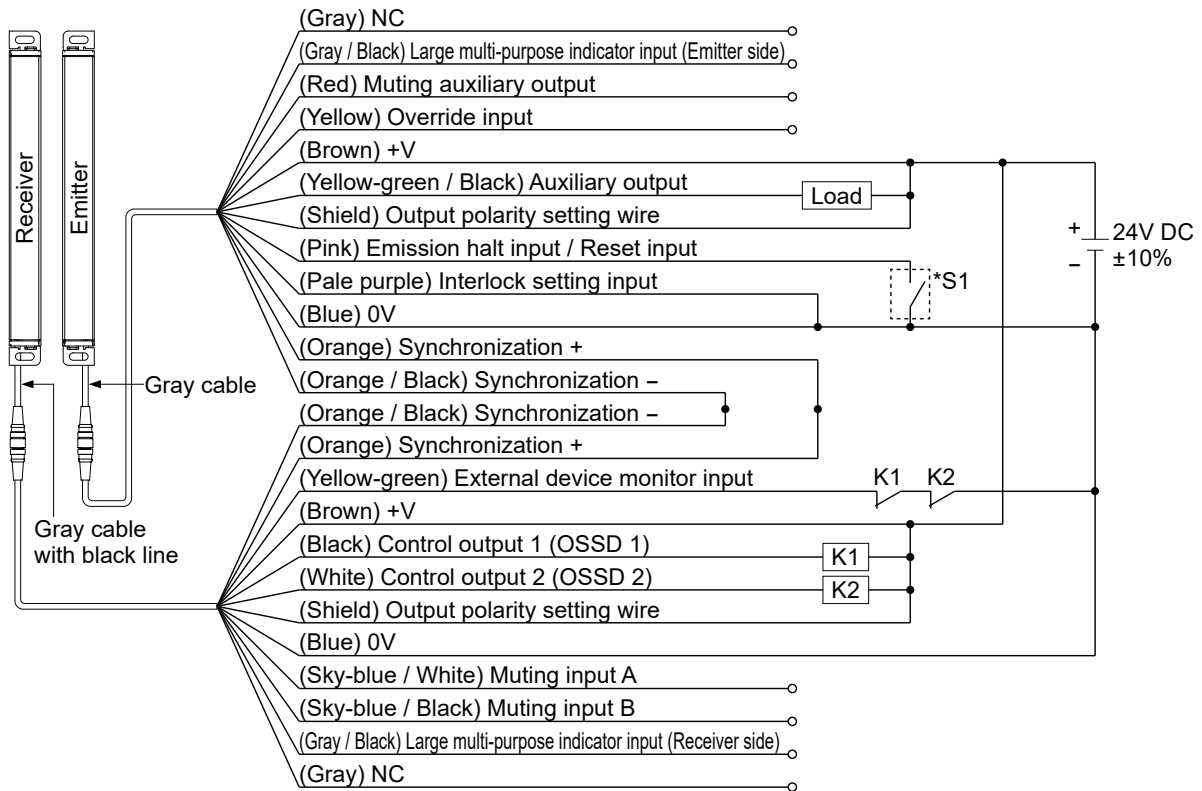 (Gray) NC
(Gray / Black) Large multi-purpose indicator input (Emitter side)
(Red) Muting auxiliary output
(Yellow) Override input
(Brown) +V
(Yellow-green / Black) Auxiliary output
Load
(Shield) Output polarity setting wire
(Pink) Emission halt input / Reset input
(Pale purple) Interlock setting input
*S1
+
−
24V DC
±10%
(Blue) 0V
(Orange) Synchronization +
(Orange / Black) Synchronization −
(Orange / Black) Synchronization −
(Orange) Synchronization +
(Yellow-green) External device monitor input
K1 K2
(Brown) +V
(Black) Control output 1 (OSSD 1)
K1
(White) Control output 2 (OSSD 2)
K2
(Shield) Output polarity setting wire
(Blue) 0V
(Sky-blue / White) Muting input A
(Sky-blue / Black) Muting input B
(Gray / Black) Large multi-purpose indicator input (Receiver side)
(Gray) NC
Receiver
Emitter
Gray cable
Gray cable
with black line